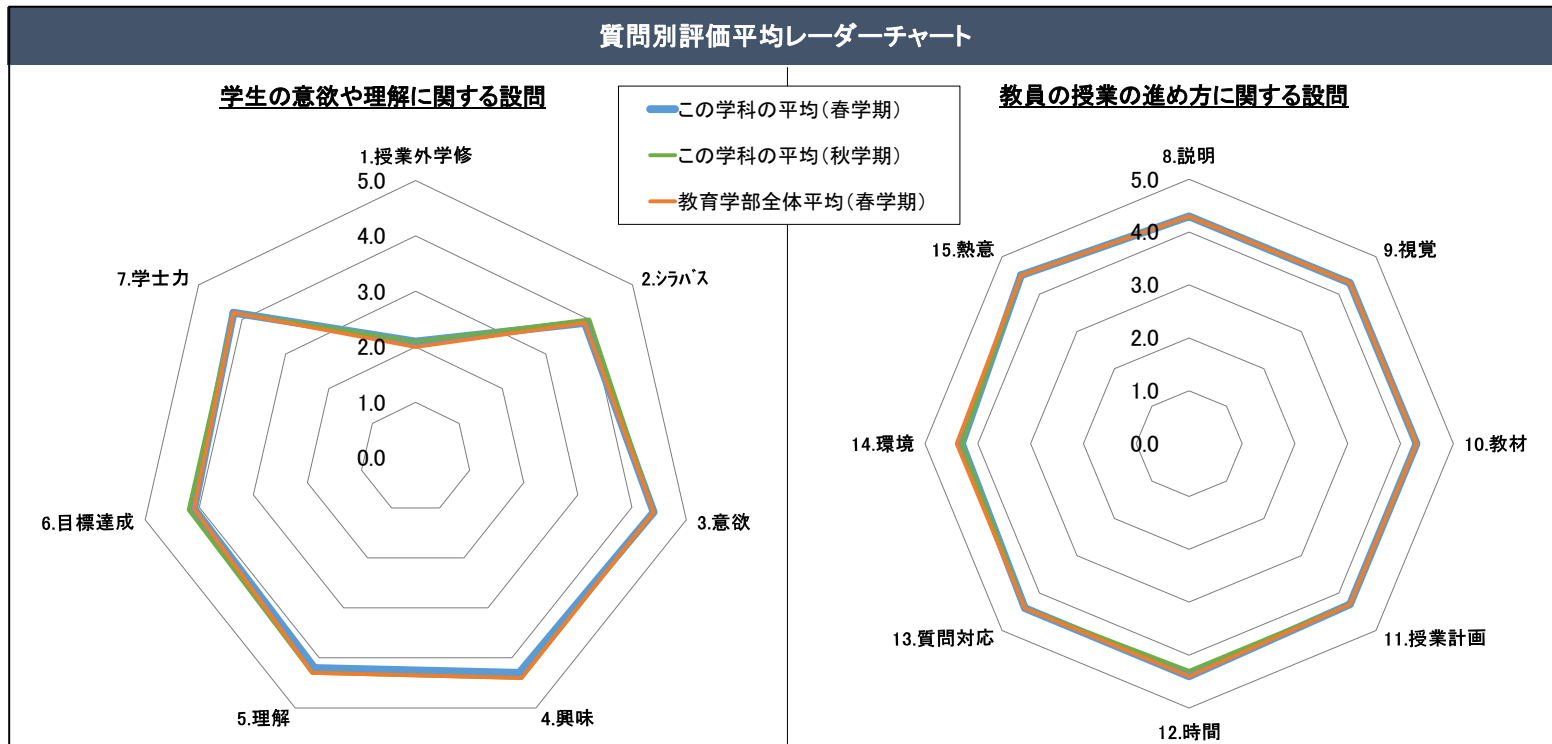 質問別評価平均レーダーチャート
学生の意欲や理解に関する設問
この学科の平均(春学期)
この学科の平均(秋学期)
教育学部全体平均(春学期)
教員の授業の進め方に関する設問
1.授業外学修
2.ｼﾗﾊﾞｽ
3.意欲
4.興味
5.理解
6.目標達成
7.学士力
5.0
4.0
3.0
2.0
1.0
0.0
8.説明
9.視覚
10.教材
11.授業計画
12.時間
13.質問対応
14.環境
15.熱意
5.0
4.0
3.0
2.0
1.0
0.0